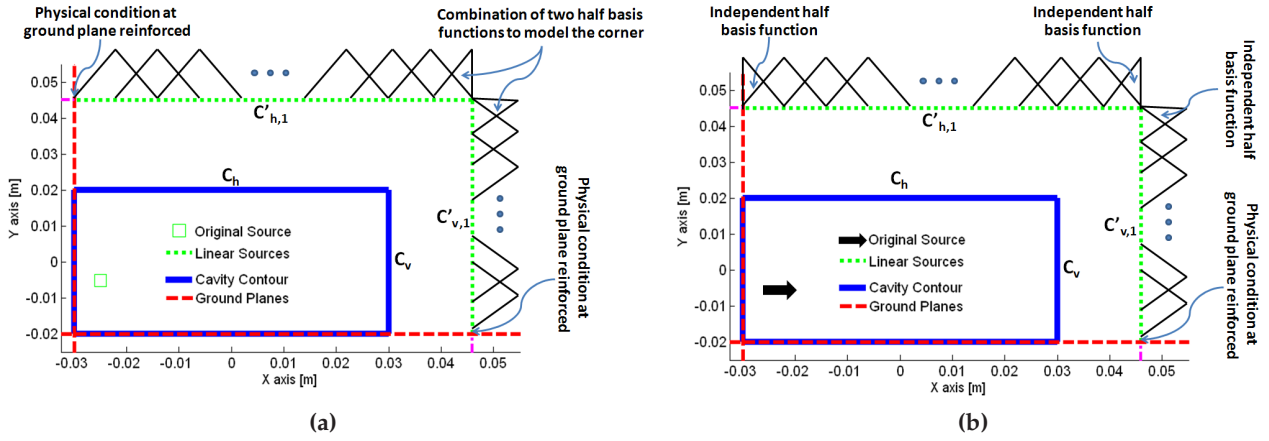 Physical condition at
ground plane reinforced
Combination of two half basis
functions to model the corner
0.05
0.04
0.03
0.02
0.01
0
-0.01
-0.02
Y axis [m]
C'h,1
Ch
C'v,1
Cv
Original Source
Linear Sources
Cavity Contour
Ground Planes
Physical condition at
ground plane reinforced
-0.03 -0.02 -0.01 0 0.01 0.02 0.03 0.04 0.05
X axis [m]
(a)
Independent half
basis function
Independent half
basis function
Independent half
basis function
0.05
0.04
0.03
0.02
0.01
0
-0.01
-0.02
Y axis [m]
C'h,1
Ch
C'v,1
Cv
Original Source
Linear Sources
Cavity Contour
Ground Planes
Physical condition at
ground plane reinforced
-0.03 -0.02 -0.01 0 0.01 0.02 0.03 0.04 0.05
X axis [m]
(b)